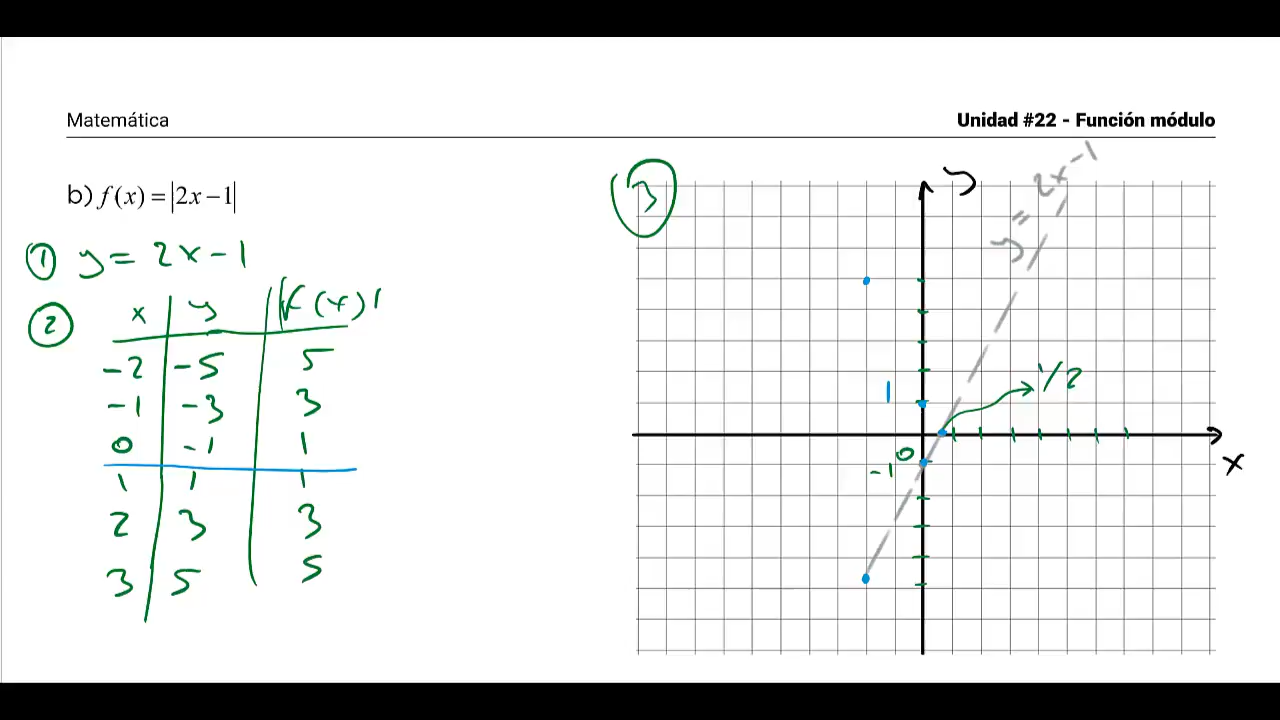 Matemática
Unidad #22 - Función módulo
b) f(x) = |2x – 1|
① y = 2x – 1
②
x | y | |f(x)|
–2 | –5 | 5
–1 | –3 | 3
0 | –1 | 1
1 | 1 | 1
2 | 3 | 3
3 | 5 | 5
③
y
y = 2x – 1
1/2
1
0
–1
x